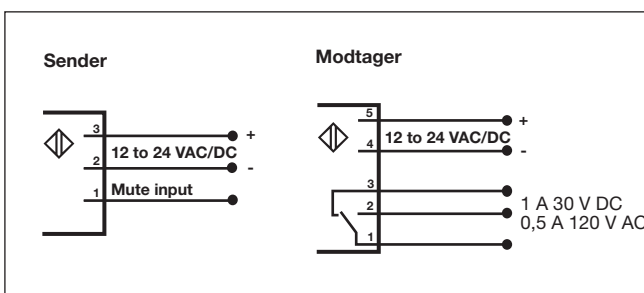 Sender
3
+
12 to 24 VAC/DC
2
-
1
Mute input
Modtager
5
+
12 to 24 VAC/DC
4
-
3
2
1 A 30 V DC
0,5 A 120 V AC
1